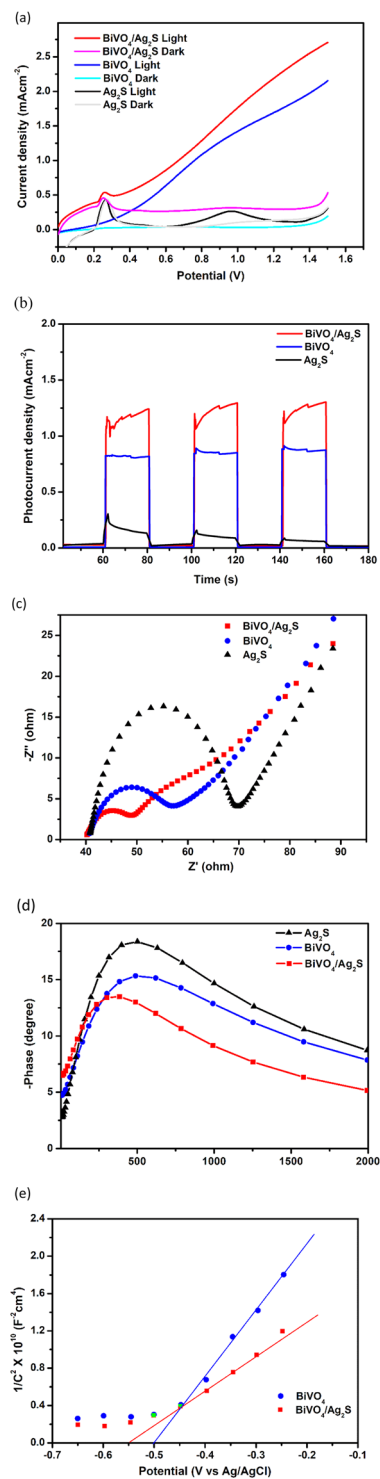 (a)
BiVO4/Ag2S Light
BiVO4/Ag2S Dark
BiVO4 Light
BiVO4 Dark
Ag2S Light
Ag2S Dark
Current density (mAcm-2)
3.0
2.5
2.0
1.5
1.0
0.5
0.0
0.0 0.2 0.4 0.6 0.8 1.0 1.2 1.4 1.6
Potential (V)
(b)
BiVO4/Ag2S
BiVO4
Ag2S
Photocurrent density (mAcm-2)
2.0
1.5
1.0
0.5
0.0
60 80 100 120 140 160 180
Time (s)
(c)
BiVO4/Ag2S
BiVO4
Ag2S
-Z'' (ohm)
25
20
15
10
5
0
40 50 60 70 80 90
Z' (ohm)
(d)
Ag2S
BiVO4
BiVO4/Ag2S
-Phase (degree)
20
15
10
5
0
500 1000 1500 2000
(e)
1/C2 X 1010 (F-2cm4)
2.4
2.0
1.6
1.2
0.8
0.4
0.0
BiVO4
BiVO4/Ag2S
-0.7 -0.6 -0.5 -0.4 -0.3 -0.2 -0.1
Potential (V vs Ag/AgCl)